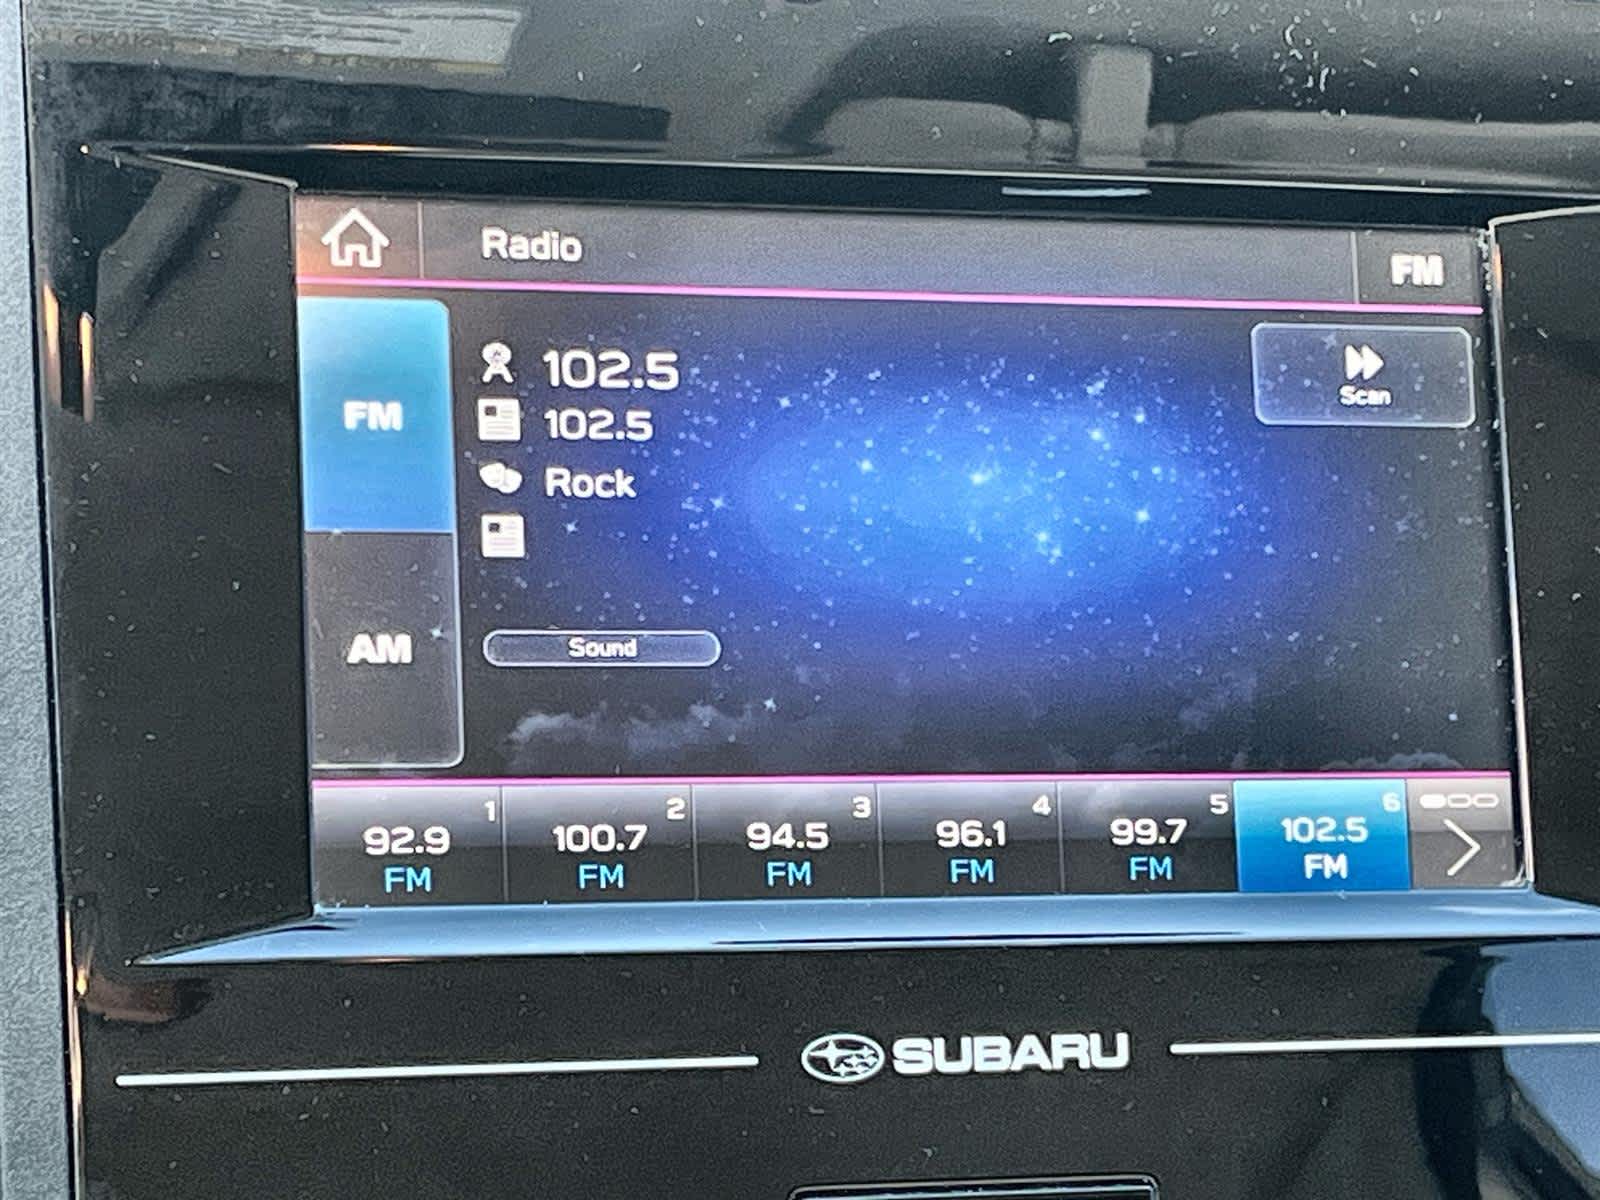 Radio
FM
FM
102.5
Scan
102.5
Rock
AM
Sound
1
92.9
FM
2
100.7
FM
3
94.5
FM
4
96.1
FM
5
99.7
FM
6
102.5
FM
SUBARU